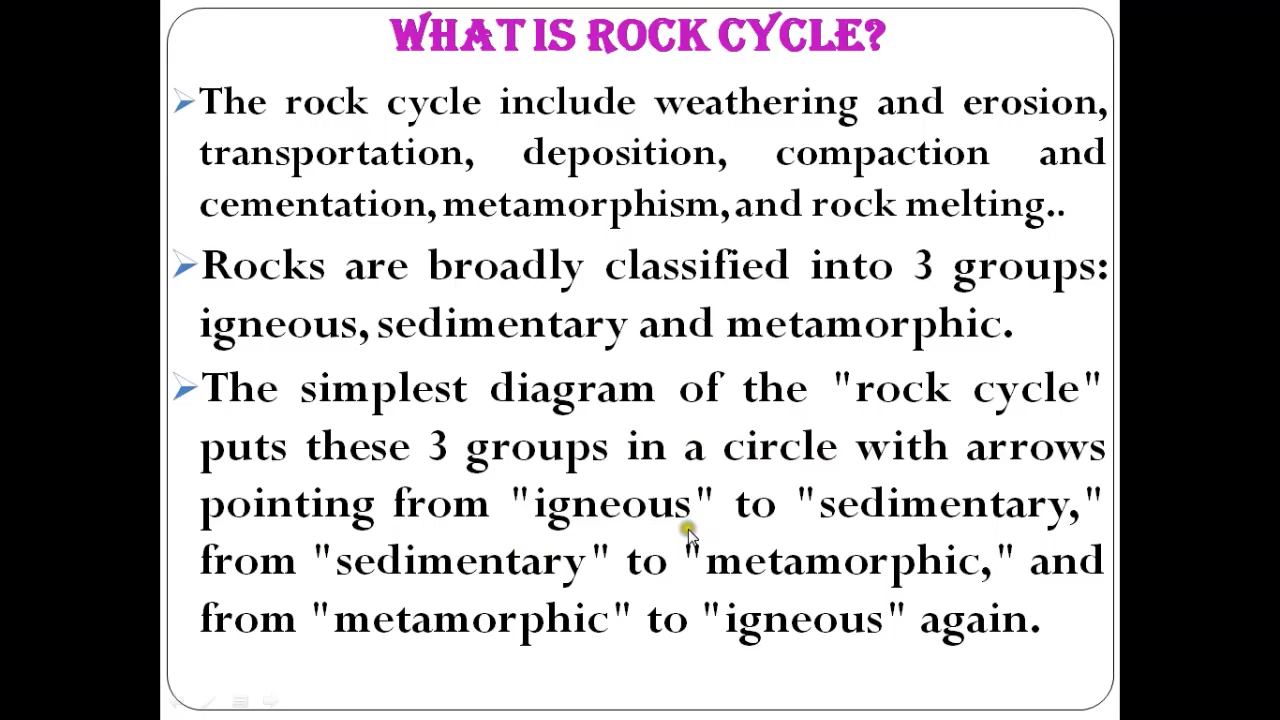 WHAT IS ROCK CYCLE?
The rock cycle include weathering and erosion,
transportation, deposition, compaction and
cementation, metamorphism, and rock melting..
Rocks are broadly classified into 3 groups:
igneous, sedimentary and metamorphic.
The simplest diagram of the "rock cycle"
puts these 3 groups in a circle with arrows
pointing from "igneous" to "sedimentary,"
from "sedimentary" to "metamorphic," and
from "metamorphic" to "igneous" again.